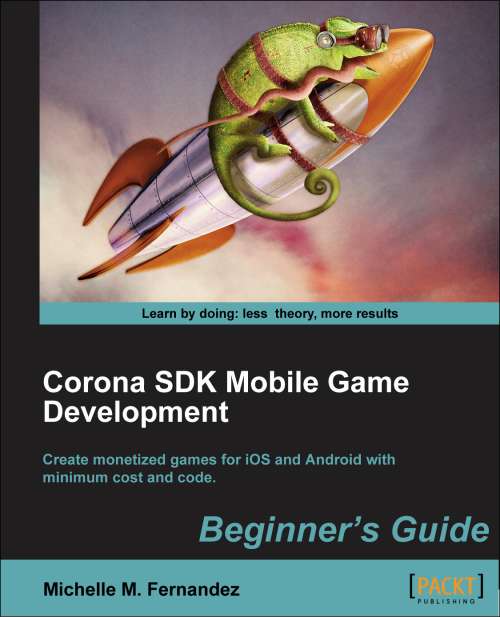 Learn by doing: less theory, more results
Corona SDK Mobile Game
Development
Create monetized games for iOS and Android with
minimum cost and code.
Beginner's Guide
Michelle M. Fernandez
[PACKT]
PUBLISHING